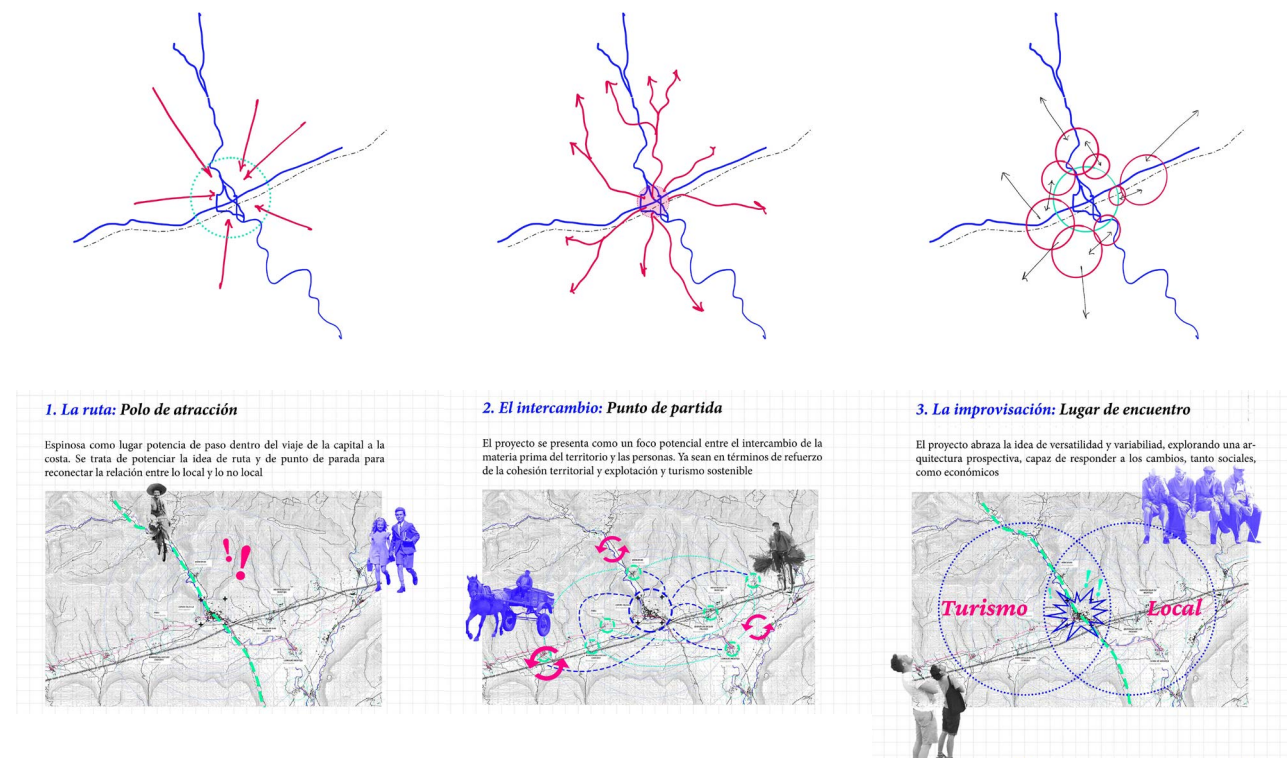 1. La ruta: Polo de atracción
Espinosa como lugar potencia de paso dentro del viaje de la capital a la
costa. Se trata de potenciar la idea de ruta y de punto de parada para
reconectar la relación entre lo local y lo no local
!!
2. El intercambio: Punto de partida
El proyecto se presenta como un foco potencial entre el intercambio de la
materia prima del territorio y las personas. Ya sean en términos de refuerzo
de la cohesión territorial y explotación y turismo sostenible
3. La improvisación: Lugar de encuentro
El proyecto abraza la idea de versatilidad y variabiliad, explorando una ar-
quitectura prospectiva, capaz de responder a los cambios, tanto sociales,
como económicos
!!
Turismo
Local